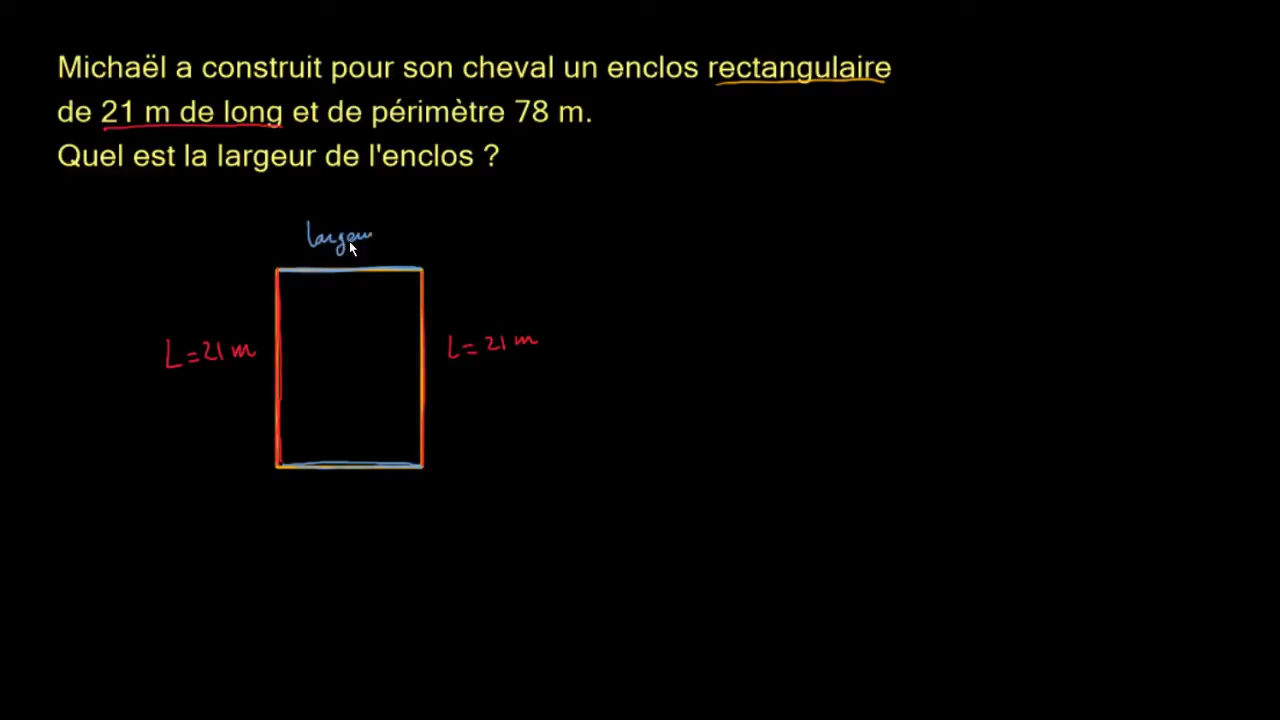 Michaël a construit pour son cheval un enclos rectangulaire
de 21 m de long et de périmètre 78 m.
Quel est la largeur de l'enclos ?
largeur
L = 21 m
L = 21 m